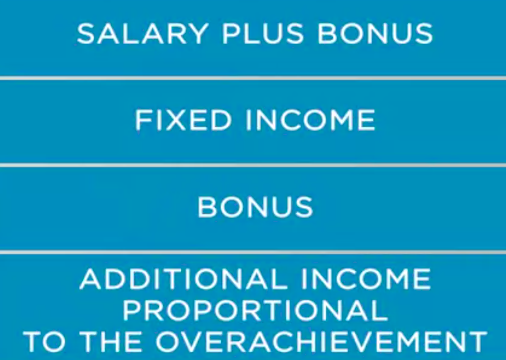 SALARY PLUS BONUS
FIXED INCOME
BONUS
ADDITIONAL INCOME
PROPORTIONAL
TO THE OVERACHIEVEMENT